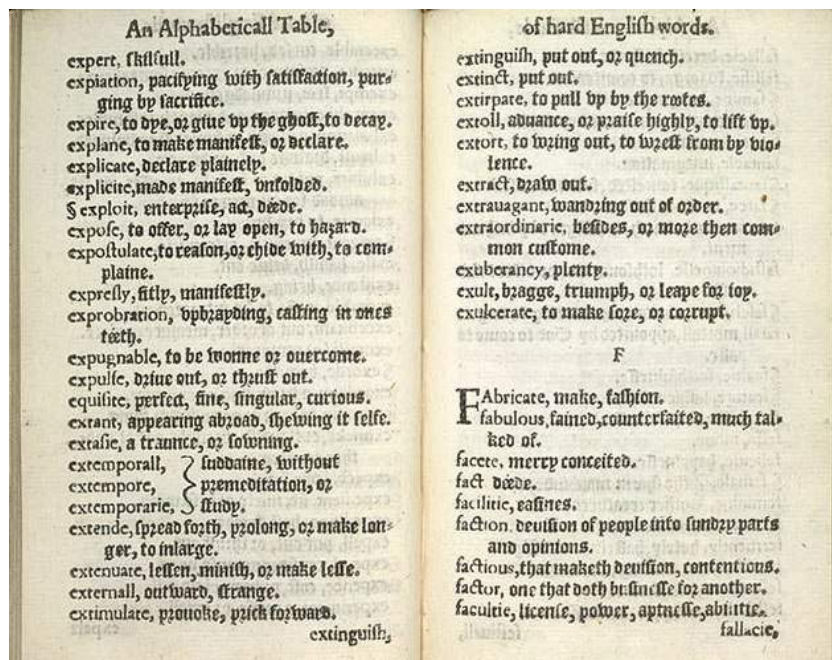 An Alphabeticall Table,
expert, skilfull.
expiation, pacifying with satisfaction, pur-
ging by sacrifice.
expire, to dye, or giue vp the ghost, to decay.
explane, to make manifest, or declare.
explicate, declare plainely.
explicite, made manifest, vnfolded.
§ exploit, enterprise, act, déede.
expose, to offer, or lay open, to hazard.
expostulate, to reason, or chide with, to com-
plaine.
expresly, fitly, manifestly.
exprobration, vpbrayding, casting in ones
téeth.
expugnable, to be wonne or ouercome.
expulse, driue out, or thrust out.
equisite, perfect, fine, singular, curious.
extant, appearing abroad, shewing it selfe.
extasie, a traunce, or sowning.
extemporall, } suddaine, without
extempore, } premeditation, or
extemporarie, } study.
extende, spread forth, prolong, or make lon-
ger, to inlarge.
extenuate, lessen, minish, or make lesse.
externall, outward, strange.
extimulate, prouoke, prick forward.
extinguish,
of hard English words.
extinguish, put out, or quench.
extinct, put out.
extirpate, to pull vp by the rootes.
extoll, aduance, or praise highly, to lift vp.
extort, to wring out, to wrest from by vio-
lence.
extract, draw out.
extrauagant, wandring out of order.
extraordinarie, besides, or more then com-
mon custome.
exuberancy, plenty.
exult, bragge, triumph, or leape for ioy.
exulcerate, to make sore, or corrupt.
F
FAbricate, make, fashion.
fabulous, fained, counterfaited, much tal-
ked of.
facete, merry conceited.
fact déede.
facilitie, easines.
faction. deuision of people into sundry parts
and opinions.
factious, that maketh deuision, contentious.
factor, one that doth businesse for another.
facultie, license, power, aptnesse, abilitie.
fallacie,